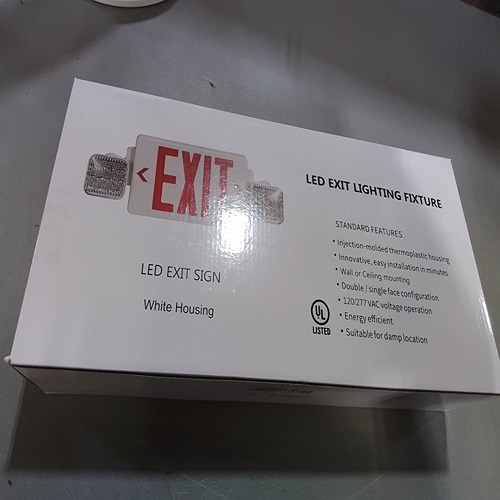 EXIT
LED EXIT SIGN
White Housing
LED EXIT LIGHTING FIXTURE
STANDARD FEATURES
• Injection-molded thermoplastic housing
• Innovative, easy installation in minutes
• Wall or Ceiling mounting
• Double / single face configuration
• 120/277 VAC voltage operation
• Energy efficient
• Suitable for damp location
UL
LISTED